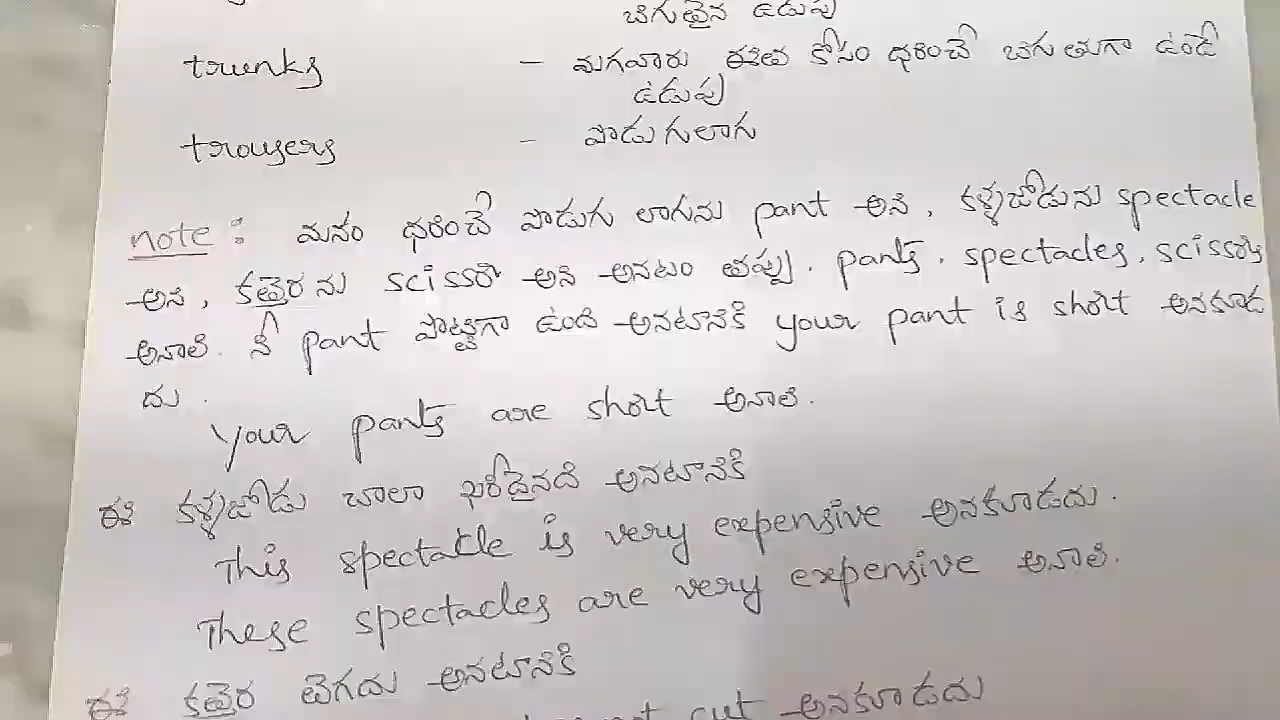 బిగుతైన ఉడుపు
trunks - మగవారు ఈత కోసం ధరించే బిగుతుగా ఉండే
ఉడుపు
trousers - పొడుగులాగు
note : మనం ధరించే పొడుగు లాగును pant అని, కళ్ళజోడును spectacle
అని, కత్తెరను scissor అని అనటం తప్పు. pants, spectacles, scissors
అనాలి. నీ pant పొట్టిగా ఉంది అనటానికి your pant is short అనకూడ
దు.
Your pants are short అనాలి.
ఈ కళ్ళజోడు చాలా ఖరీదైనది అనటానికి
This spectacle is very expensive అనకూడదు.
These spectacles are very expensive అనాలి.
ఈ కత్తెర తెగదు అనటానికి
not cut అనకూడదు